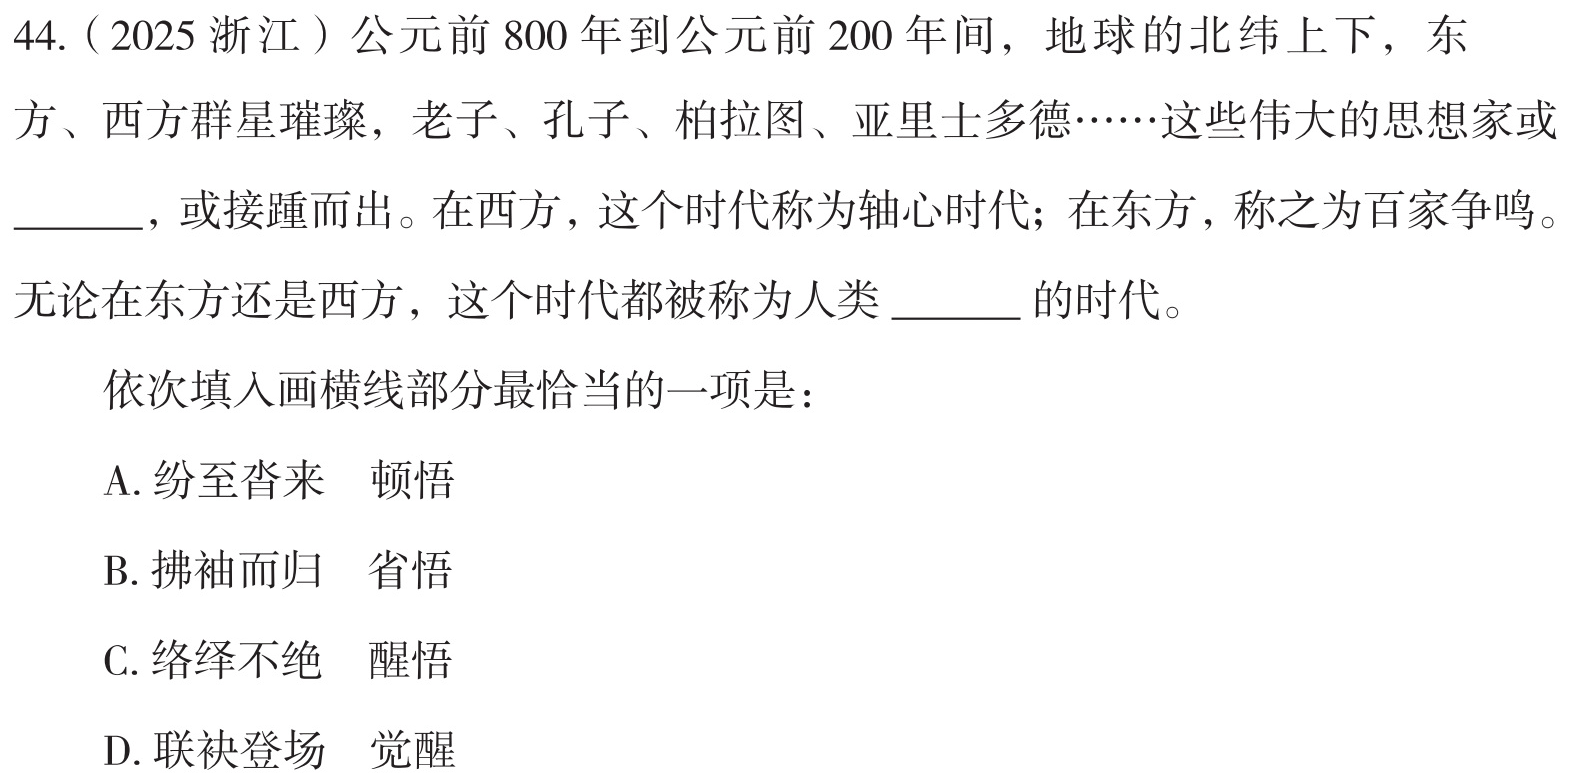 44.（2025 浙江）公元前 800 年到公元前 200 年间，地球的北纬上下，东
方、西方群星璀璨，老子、孔子、柏拉图、亚里士多德……这些伟大的思想家或
______，或接踵而出。在西方，这个时代称为轴心时代；在东方，称之为百家争鸣。
无论在东方还是西方，这个时代都被称为人类 ______ 的时代。
依次填入画横线部分最恰当的一项是：
A. 纷至沓来　顿悟
B. 拂袖而归　省悟
C. 络绎不绝　醒悟
D. 联袂登场　觉醒